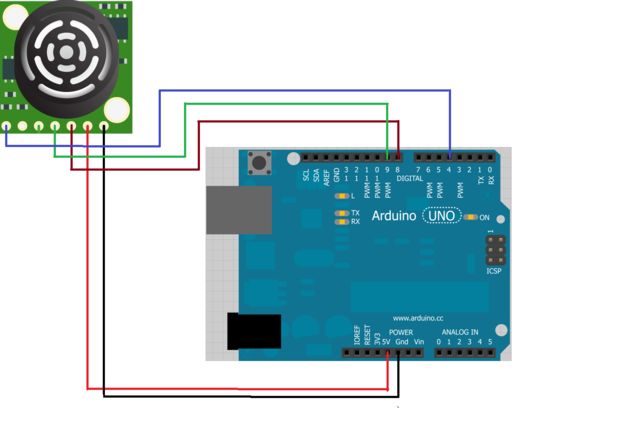 SCL
SDA
AREF
GND
13
12
11 PWM
10 PWM
9 PWM
8
DIGITAL
7
6 PWM
5 PWM
4
3 PWM
2
1 TX
0 RX
L
TX
RX
Arduino UNO
ON
1
ICSP
www.arduino.cc
POWER
ANALOG IN
IOREF
RESET
3V3
5V
Gnd
Vin
0 1 2 3 4 5